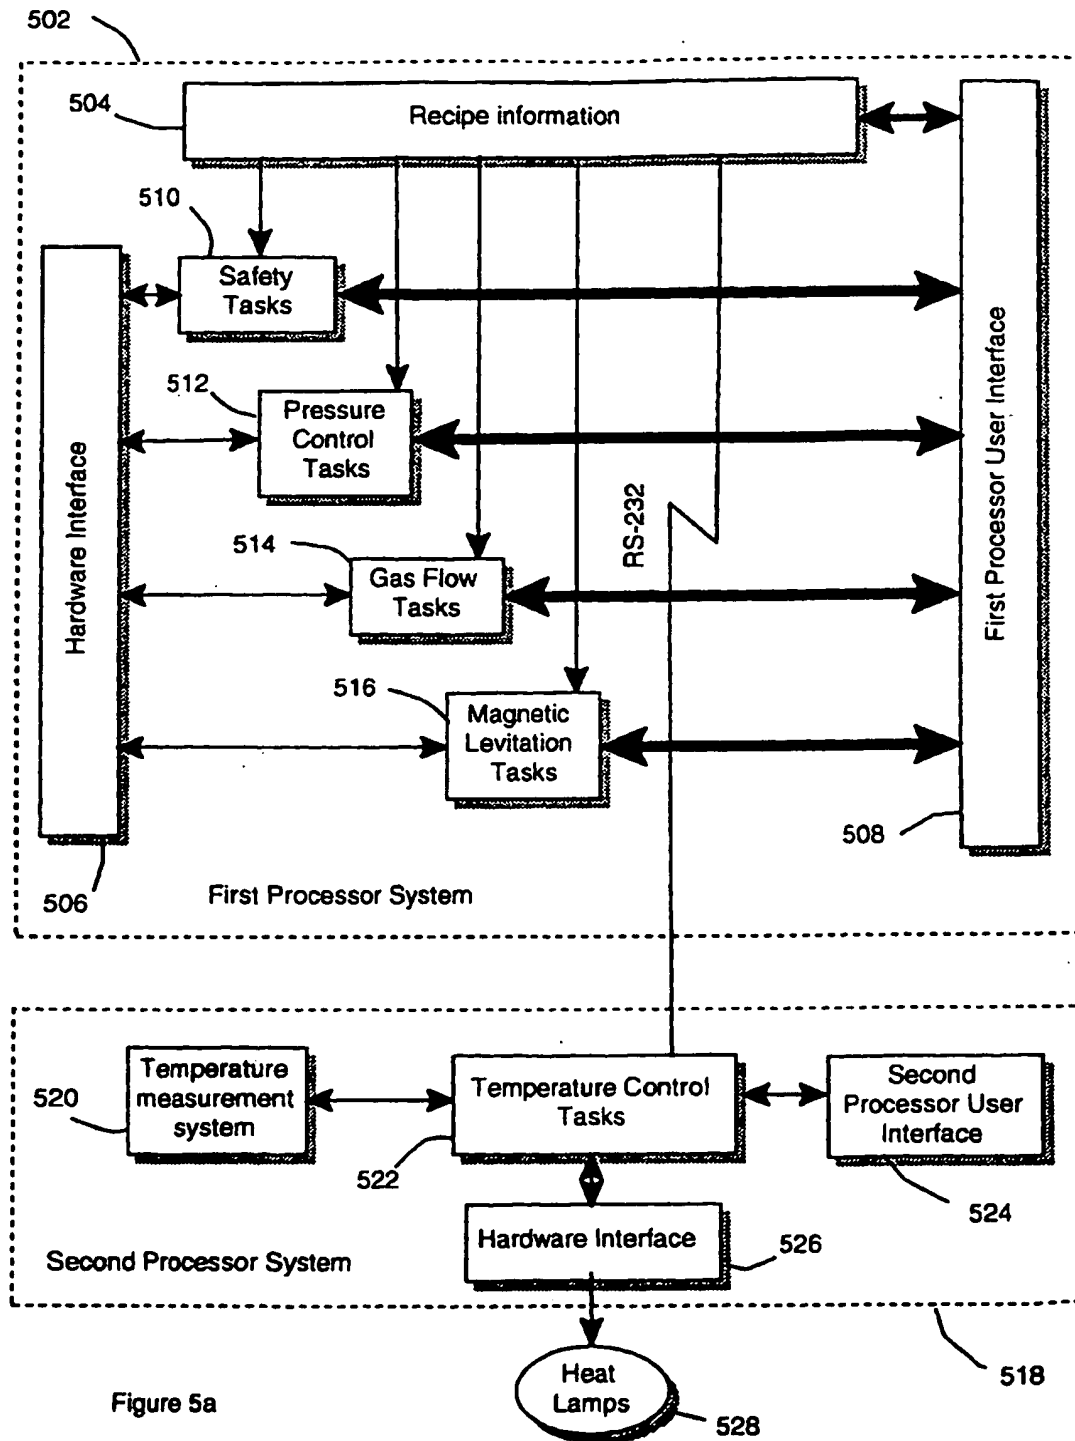 502
504
Recipe information
510
Safety
Tasks
512
Pressure
Control
Tasks
514
Gas Flow
Tasks
516
Magnetic
Levitation
Tasks
Hardware Interface
RS-232
First Processor User Interface
506
508
First Processor System
520
Temperature
measurement
system
Temperature Control
Tasks
522
Second
Processor User
Interface
524
Hardware Interface
526
Second Processor System
518
Heat
Lamps
528
Figure 5a